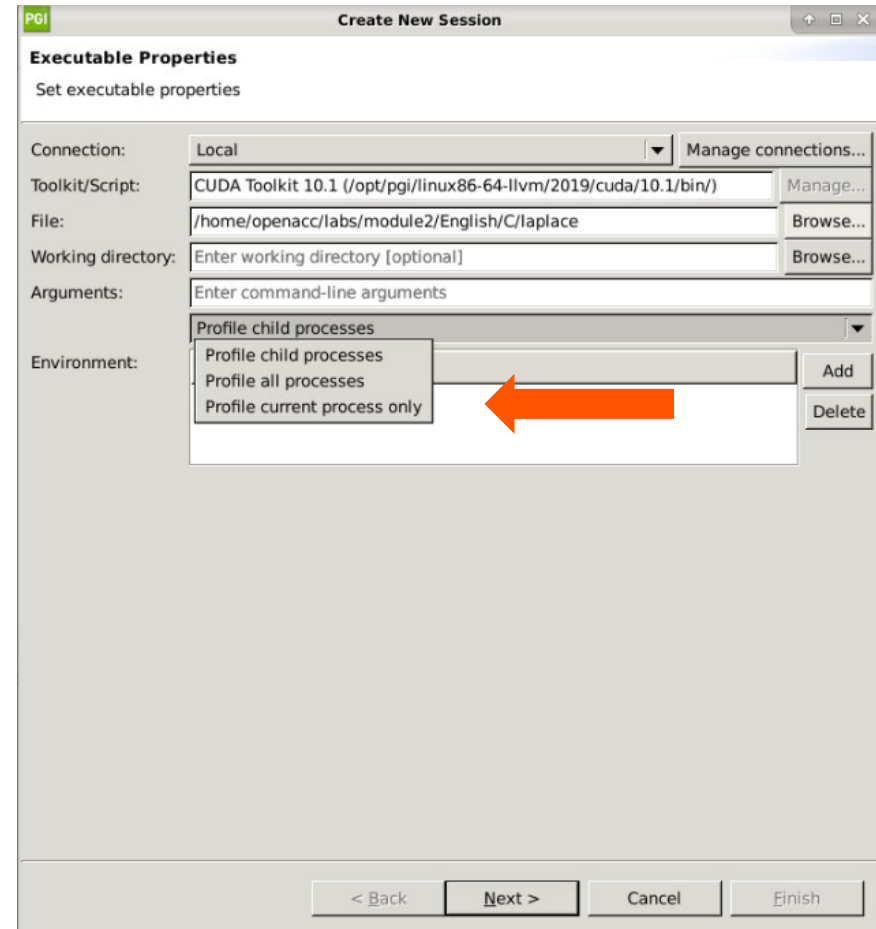 PGI Create New Session
Executable Properties
Set executable properties
Connection: Local Manage connections...
Toolkit/Script: CUDA Toolkit 10.1 (/opt/pgi/linux86-64-llvm/2019/cuda/10.1/bin/) Manage...
File: /home/openacc/labs/module2/English/C/laplace Browse...
Working directory: Enter working directory [optional] Browse...
Arguments: Enter command-line arguments
Profile child processes
Environment: Profile child processes Add
Profile all processes
Profile current process only Delete
< Back Next > Cancel Finish